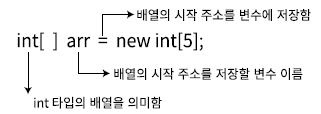 배열의 시작 주소를 변수에 저장함
int[ ] arr = new int[5];
배열의 시작 주소를 저장할 변수 이름
int 타입의 배열을 의미함